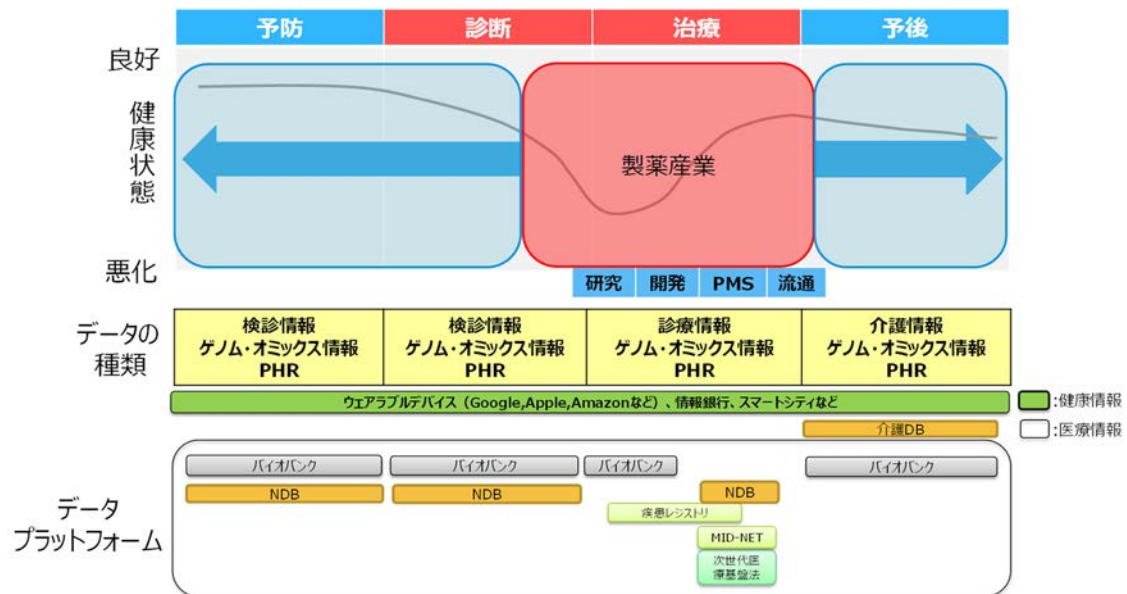 予防
診断
治療
予後
良好
健康状態
悪化
製薬産業
研究
開発
PMS
流通
データの
種類
検診情報
ゲノム・オミックス情報
PHR
検診情報
ゲノム・オミックス情報
PHR
診療情報
ゲノム・オミックス情報
PHR
介護情報
ゲノム・オミックス情報
PHR
ウェアラブルデバイス（Google,Apple,Amazonなど）、情報銀行、スマートシティなど
:健康情報
介護DB
:医療情報
データ
プラットフォーム
バイオバンク
バイオバンク
バイオバンク
バイオバンク
NDB
NDB
NDB
疾患レジストリ
MID-NET
次世代医
療基盤法